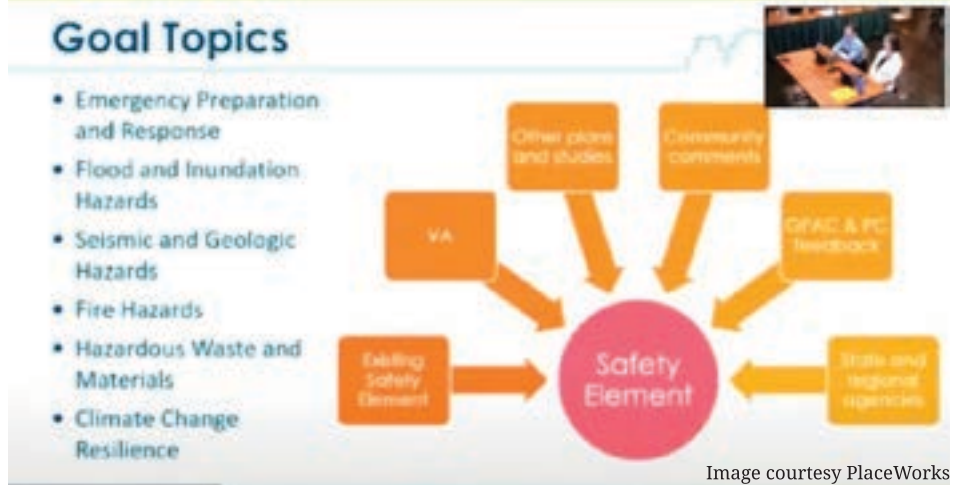 Goal Topics
• Emergency Preparation
and Response
• Flood and Inundation
Hazards
• Seismic and Geologic
Hazards
• Fire Hazards
• Hazardous Waste and
Materials
• Climate Change
Resilience
Existing
Safety
Element
VA
Other plans
and studies
Community
comments
GPAC & PC
feedback
State and
regional
agencies
Safety
Element
Image courtesy PlaceWorks